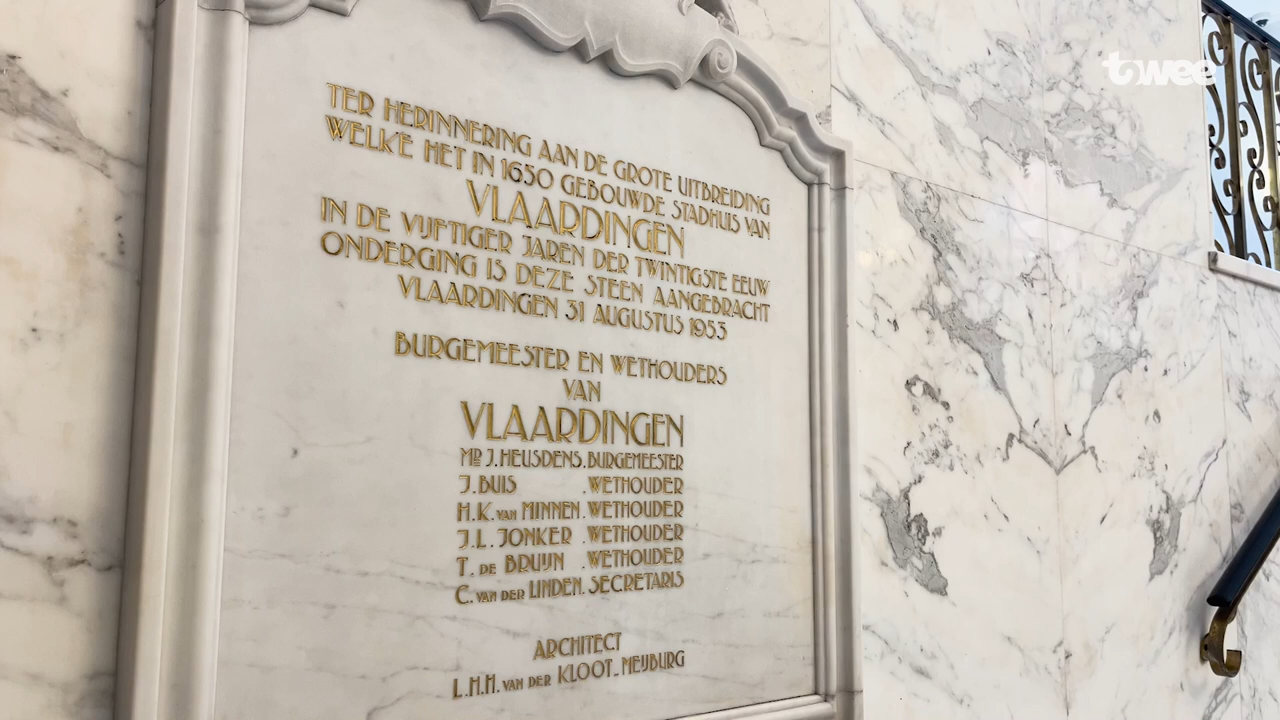 TER HERINNERING AAN DE GROTE UITBREIDING
WELKE HET IN 1650 GEBOUWDE STADHUIS VAN
VLAARDINGEN
IN DE VIJFTIGER JAREN DER TWINTIGSTE EEUW
ONDERGING IS DEZE STEEN AANGEBRACHT
VLAARDINGEN 31 AUGUSTUS 1953
BURGEMEESTER EN WETHOUDERS
VAN
VLAARDINGEN
MR J. HEUSDENS. BURGEMEESTER
J. BUIS . WETHOUDER
H.K. VAN MINNEN. WETHOUDER
J.L. JONKER . WETHOUDER
T. DE BRUIJN . WETHOUDER
C. VAN DER LINDEN. SECRETARIS
ARCHITECT
L.H.H. VAN DER KLOOT. MEIJBURG
twee